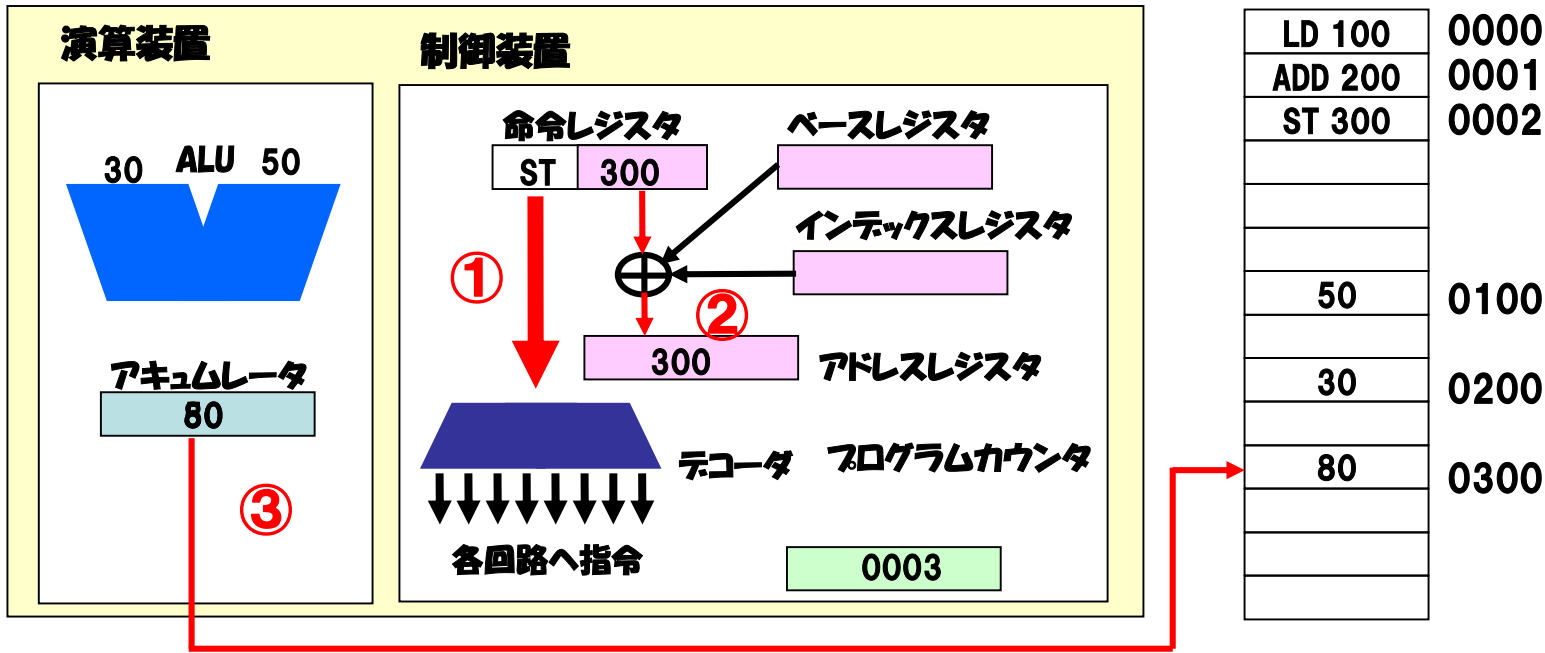 演算装置
30 ALU 50
アキュムレータ
80
③
制御装置
命令レジスタ
ST 300
ベースレジスタ
インデックスレジスタ
①
②
300
アドレスレジスタ
デコーダ
プログラムカウンタ
各回路へ指令
0003
LD 100 0000
ADD 200 0001
ST 300 0002
50 0100
30 0200
80 0300